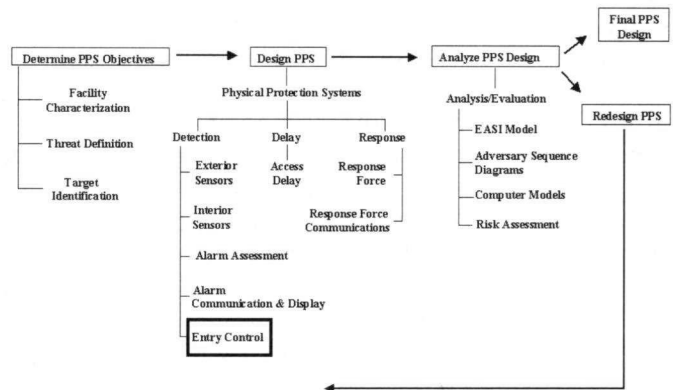 Final PPS
Design
Determine PPS Objectives
Design PPS
Analyze PPS Design
Facility
Characterization
Threat Definition
Target
Identification
Physical Protection Systems
Detection
Delay
Response
Exterior
Sensors
Interior
Sensors
Alarm Assessment
Alarm
Communication & Display
Entry Control
Access
Delay
Response
Force
Response Force
Communications
Analysis/Evaluation
EASI Model
Adversary Sequence
Diagrams
Computer Models
Risk Assessment
Redesign PPS